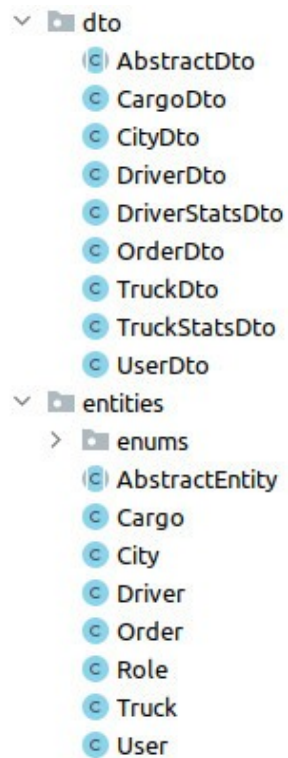 dto
AbstractDto
CargoDto
CityDto
DriverDto
DriverStatsDto
OrderDto
TruckDto
TruckStatsDto
UserDto
entities
enums
AbstractEntity
Cargo
City
Driver
Order
Role
Truck
User